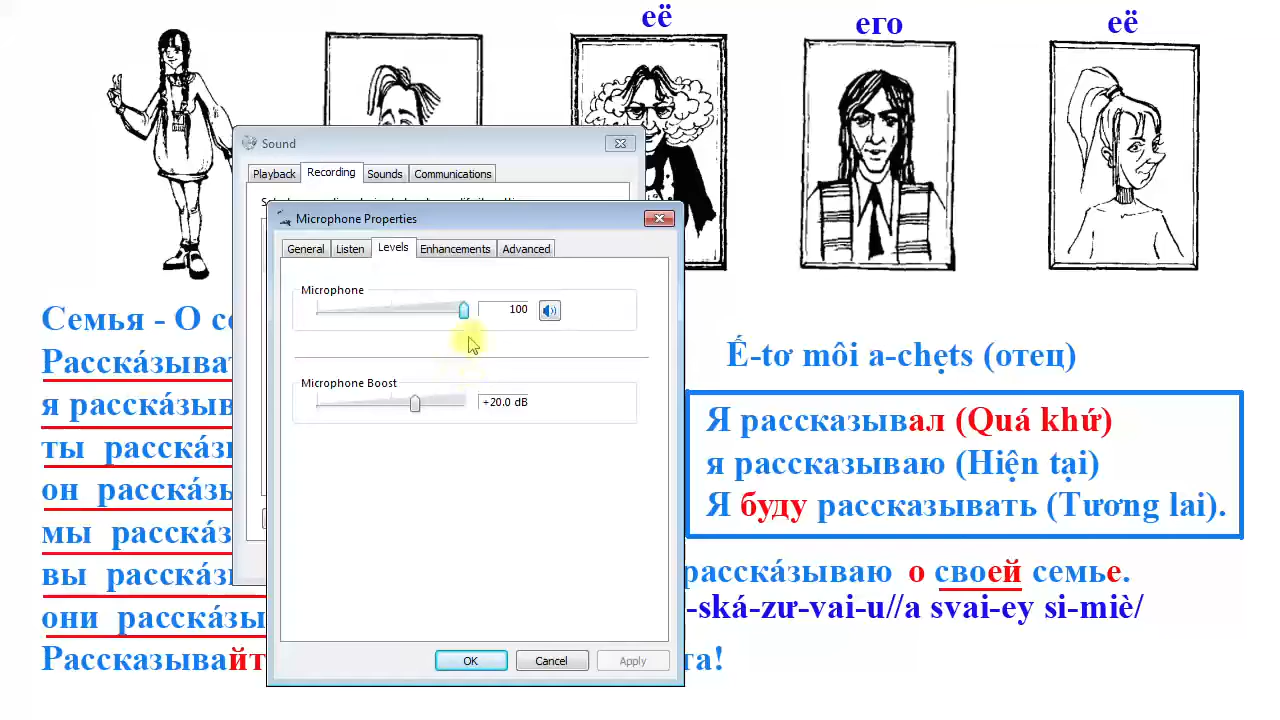 её
его
её
Sound
Playback
Recording
Sounds
Communications
Microphone Properties
General
Listen
Levels
Enhancements
Advanced
Microphone
100
Microphone Boost
+20.0 dB
OK
Cancel
Apply
Семья - О
Расска́зыва
я расска́зыв
ты расска́з
он расска́з
мы расска́з
вы расска́з
они расска́зы
Рассказывайт
та!
Ế-tơ môi a-chẹts (отец)
Я рассказывал (Quá khứ)
я рассказываю (Hiện tại)
Я буду рассказывать (Tương lai).
расска́зываю о своей семье.
-ská-zư-vai-u//a svai-ey si-miè/